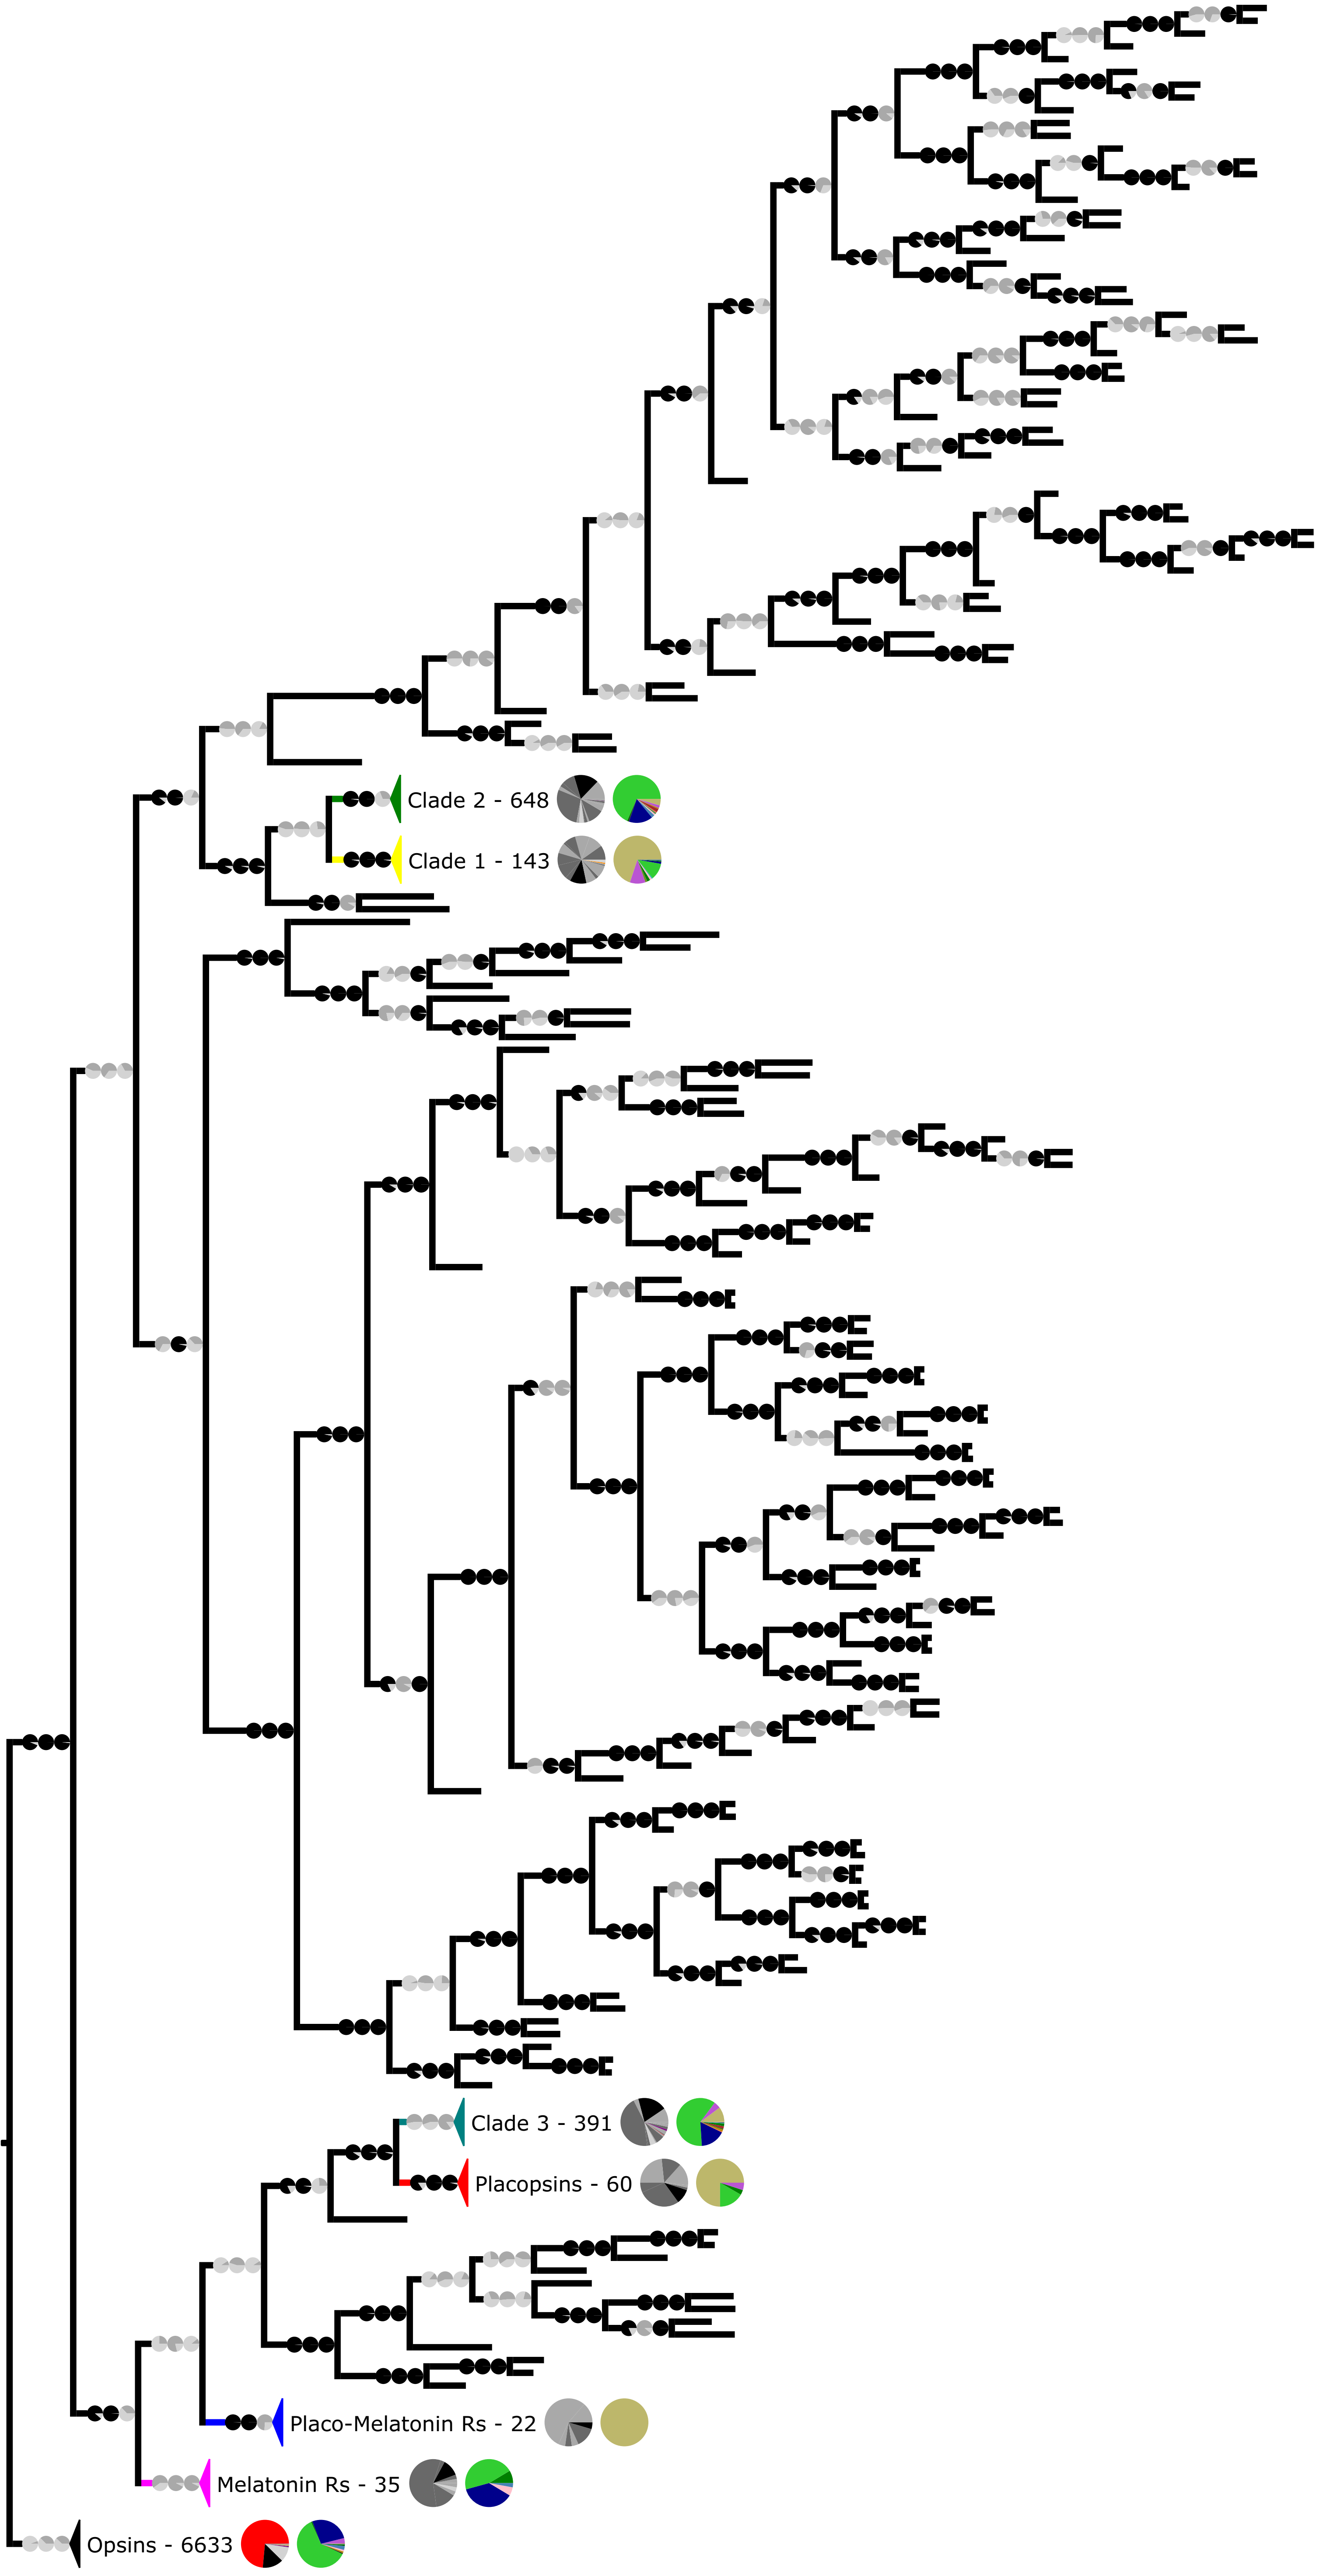 Clade 2 - 648
Clade 1 - 143
Clade 3 - 391
Placopsins - 60
Placo-Melatonin Rs - 22
Melatonin Rs - 35
Opsins - 6633